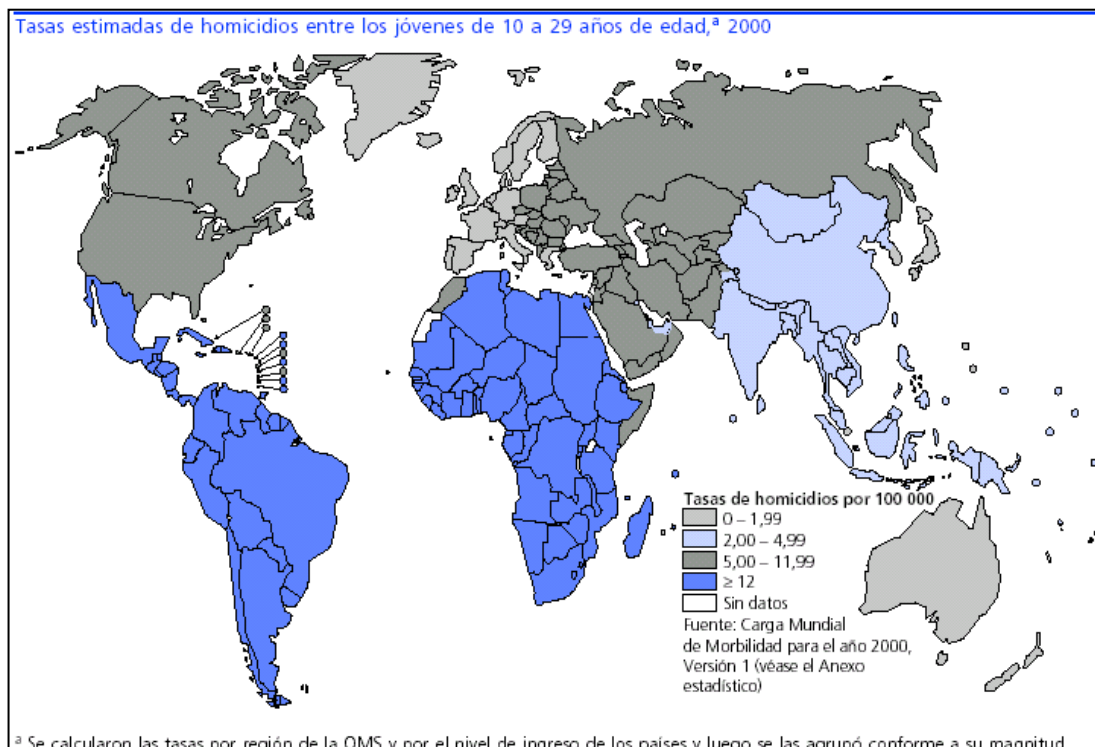 Tasas estimadas de homicidios entre los jóvenes de 10 a 29 años de edad,ª 2000
Tasas de homicidios por 100 000
0 – 1,99
2,00 – 4,99
5,00 – 11,99
≥ 12
Sin datos
Fuente: Carga Mundial
de Morbilidad para el año 2000,
Versión 1 (véase el Anexo
estadístico)
ª Se calcularon las tasas por región de la OMS y por el nivel de ingreso de los países y luego se las agrupó conforme a su magnitud